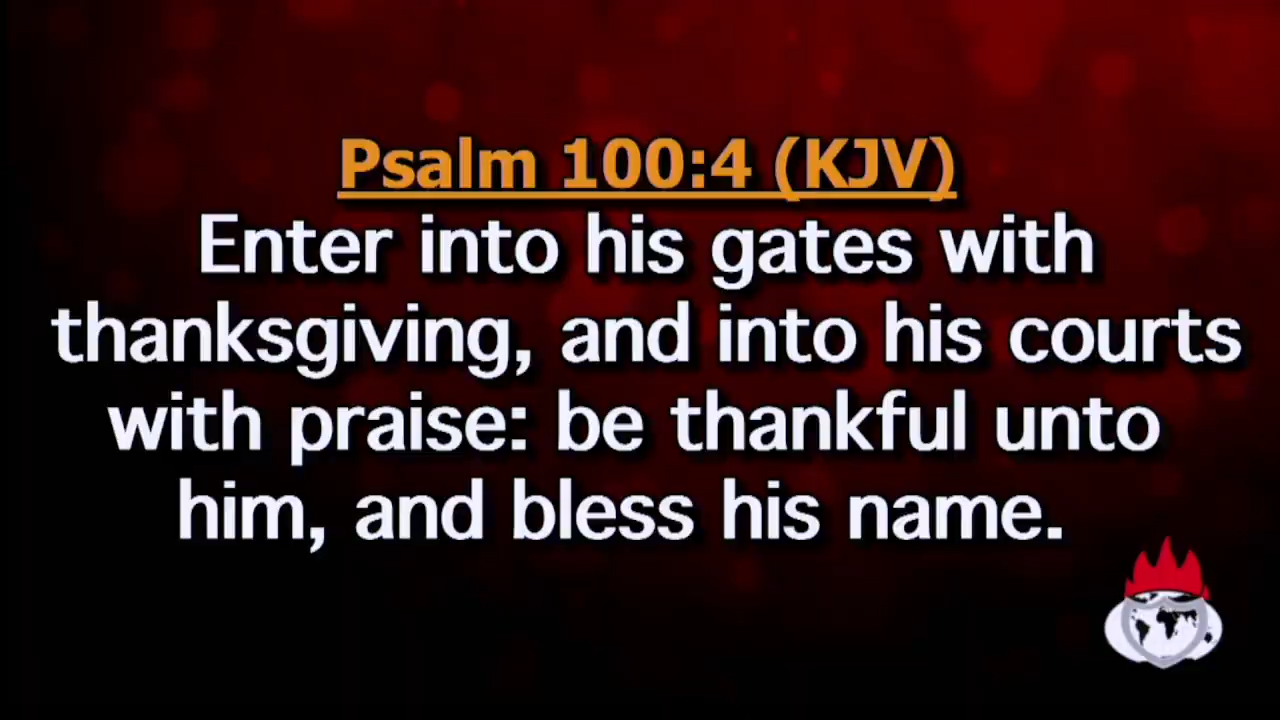 Psalm 100:4 (KJV)
Enter into his gates with
thanksgiving, and into his courts
with praise: be thankful unto
him, and bless his name.